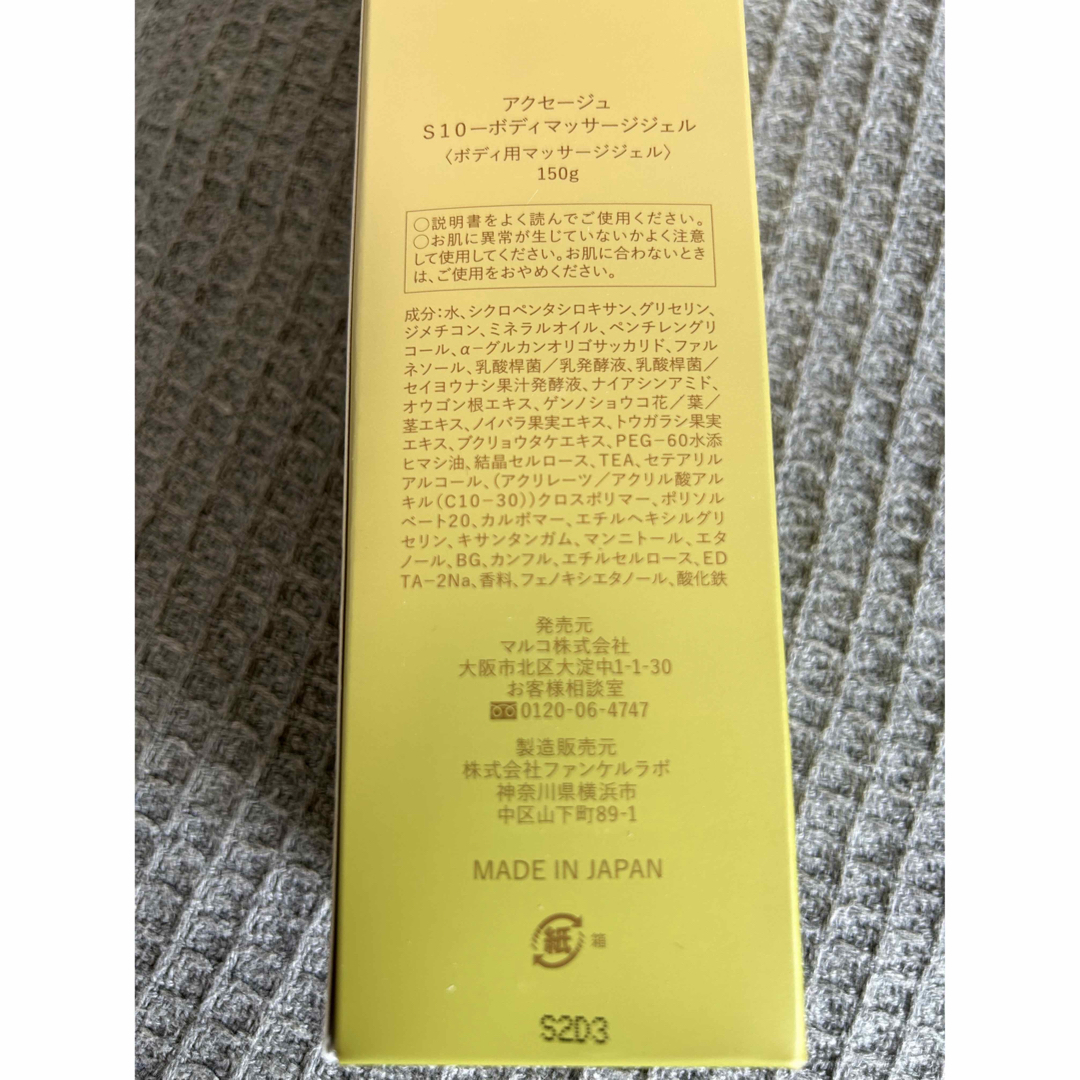 アクセージュ
S10ーボディマッサージジェル
〈ボディ用マッサージジェル〉
150g
○説明書をよく読んでご使用ください。
○お肌に異常が生じていないかよく注意
して使用してください。お肌に合わないとき
は、ご使用をおやめください。
成分：水、シクロペンタシロキサン、グリセリン、
ジメチコン、ミネラルオイル、ペンチレングリ
コール、α－グルカンオリゴサッカリド、ファル
ネソール、乳酸桿菌／乳発酵液、乳酸桿菌／
セイヨウナシ果汁発酵液、ナイアシンアミド、
オウゴン根エキス、ゲンノショウコ花／葉／
茎エキス、ノイバラ果実エキス、トウガラシ果実
エキス、ブクリョウタケエキス、PEG－60水添
ヒマシ油、結晶セルロース、TEA、セテアリル
アルコール、（アクリレーツ／アクリル酸アル
キル（C10－30））クロスポリマー、ポリソル
ベート20、カルボマー、エチルヘキシルグリ
セリン、キサンタンガム、マンニトール、エタ
ノール、BG、カンフル、エチルセルロース、ED
TA－2Na、香料、フェノキシエタノール、酸化鉄
発売元
マルコ株式会社
大阪市北区大淀中1-1-30
お客様相談室
0120-06-4747
製造販売元
株式会社ファンケルラボ
神奈川県横浜市
中区山下町89-1
MADE IN JAPAN
紙 箱
S2D3